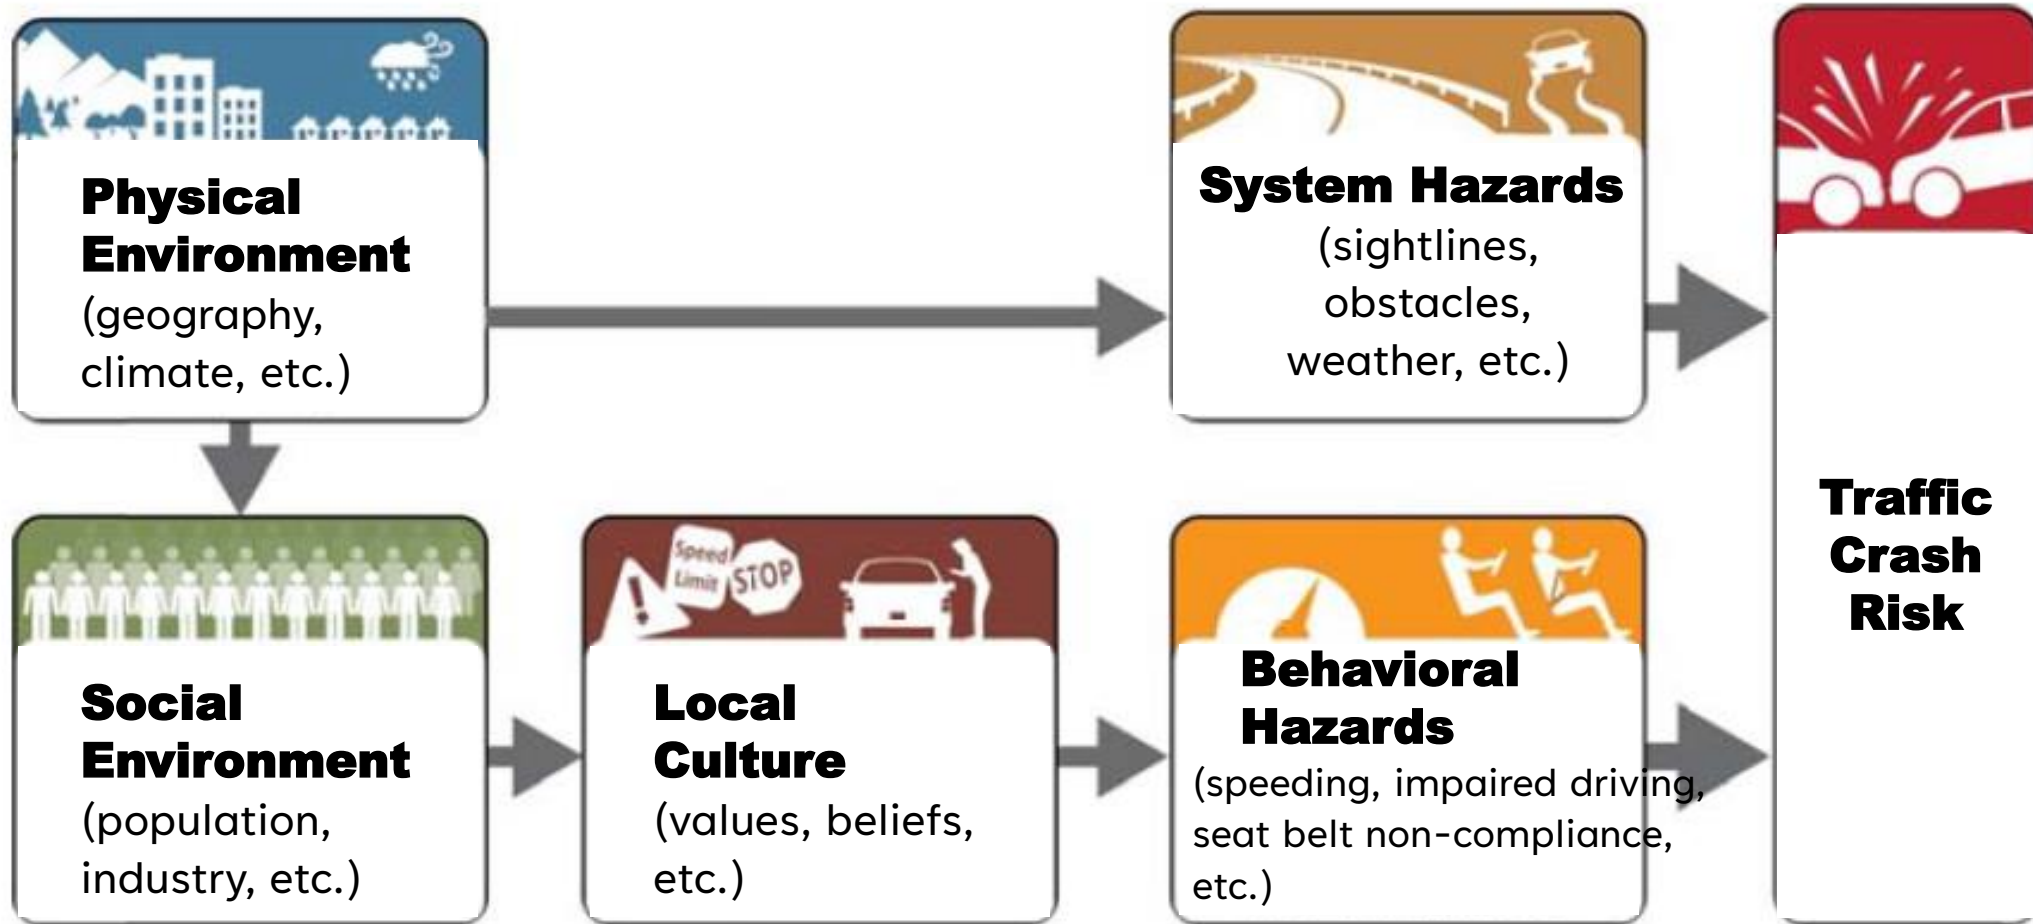 Physical
Environment
(geography,
climate, etc.)
System Hazards
(sightlines,
obstacles,
weather, etc.)
Traffic
Crash
Risk
Social
Environment
(population,
industry, etc.)
Speed
Limit
STOP
!
Local
Culture
(values, beliefs,
etc.)
Behavioral
Hazards
(speeding, impaired driving,
seat belt non-compliance,
etc.)